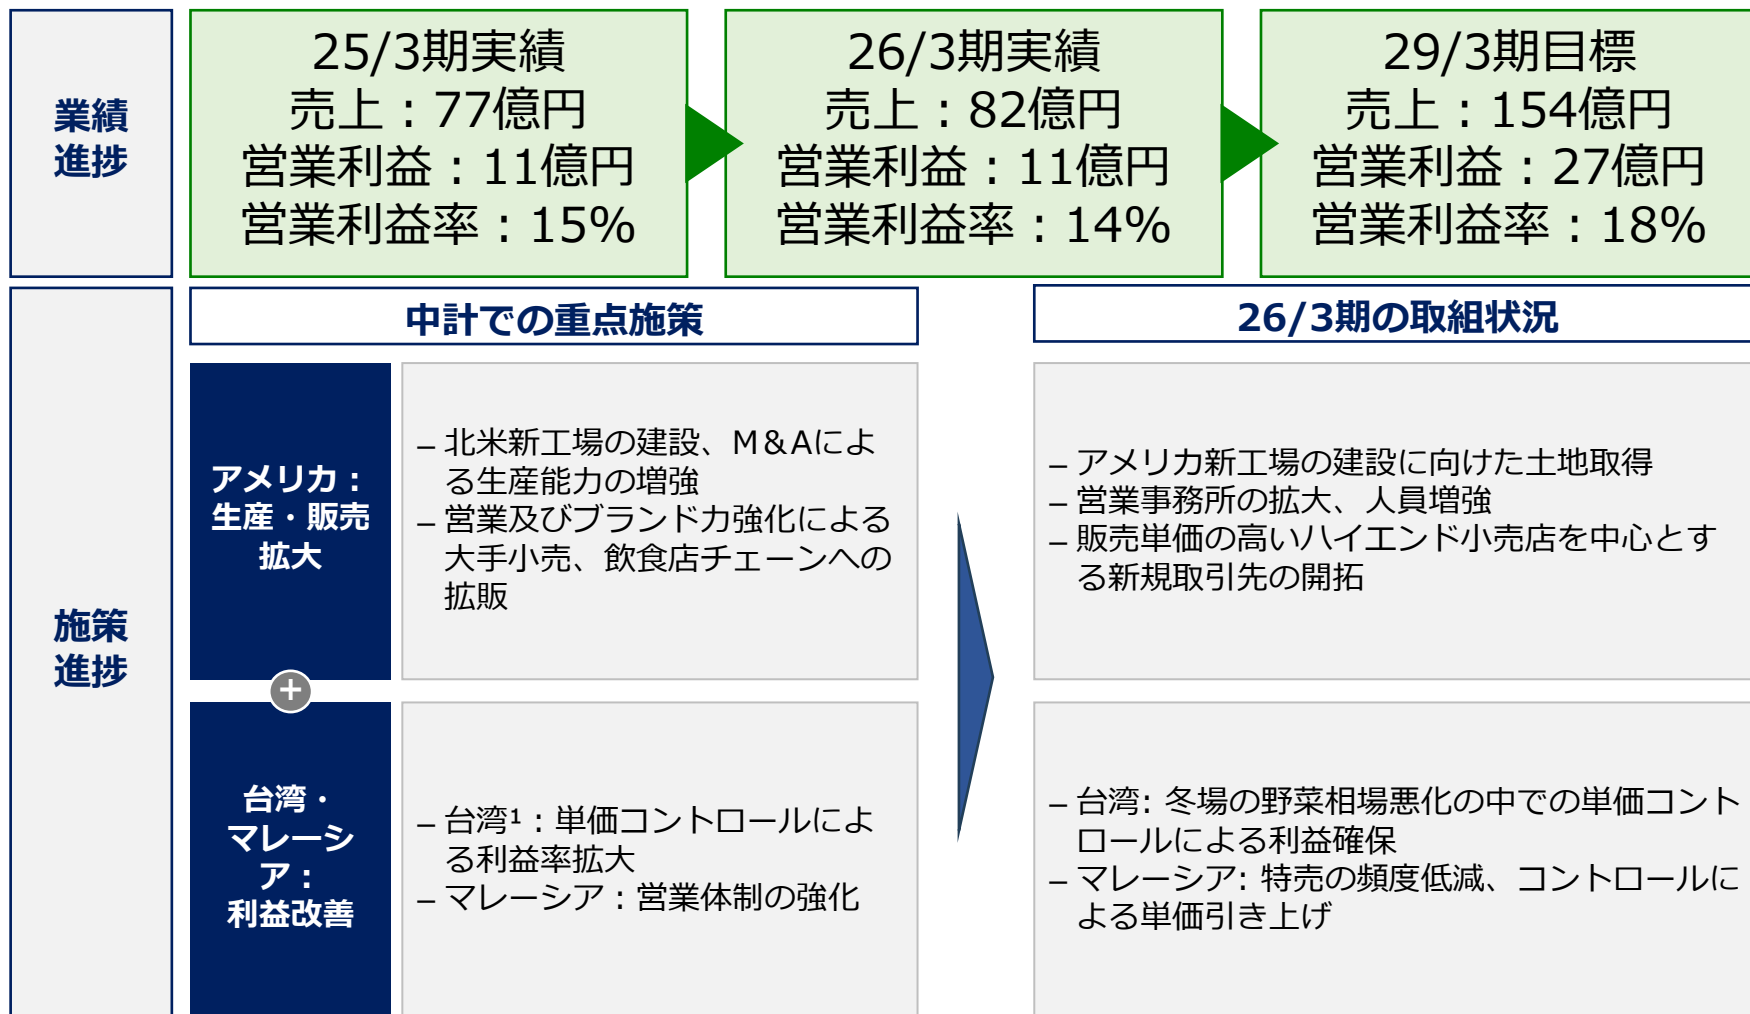 業績
進捗
25/3期実績
売上：77億円
営業利益：11億円
営業利益率：15%
26/3期実績
売上：82億円
営業利益：11億円
営業利益率：14%
29/3期目標
売上：154億円
営業利益：27億円
営業利益率：18%
施策
進捗
中計での重点施策
26/3期の取組状況
アメリカ：
生産・販売
拡大
– 北米新工場の建設、M＆Aによ
る生産能力の増強
– 営業及びブランド力強化による
大手小売、飲食店チェーンへの
拡販
– アメリカ新工場の建設に向けた土地取得
– 営業事務所の拡大、人員増強
– 販売単価の高いハイエンド小売店を中心とす
る新規取引先の開拓
+
台湾・
マレーシ
ア：
利益改善
– 台湾¹：単価コントロールによ
る利益率拡大
– マレーシア：営業体制の強化
– 台湾: 冬場の野菜相場悪化の中での単価コント
ロールによる利益確保
– マレーシア: 特売の頻度低減、コントロールに
よる単価引き上げ